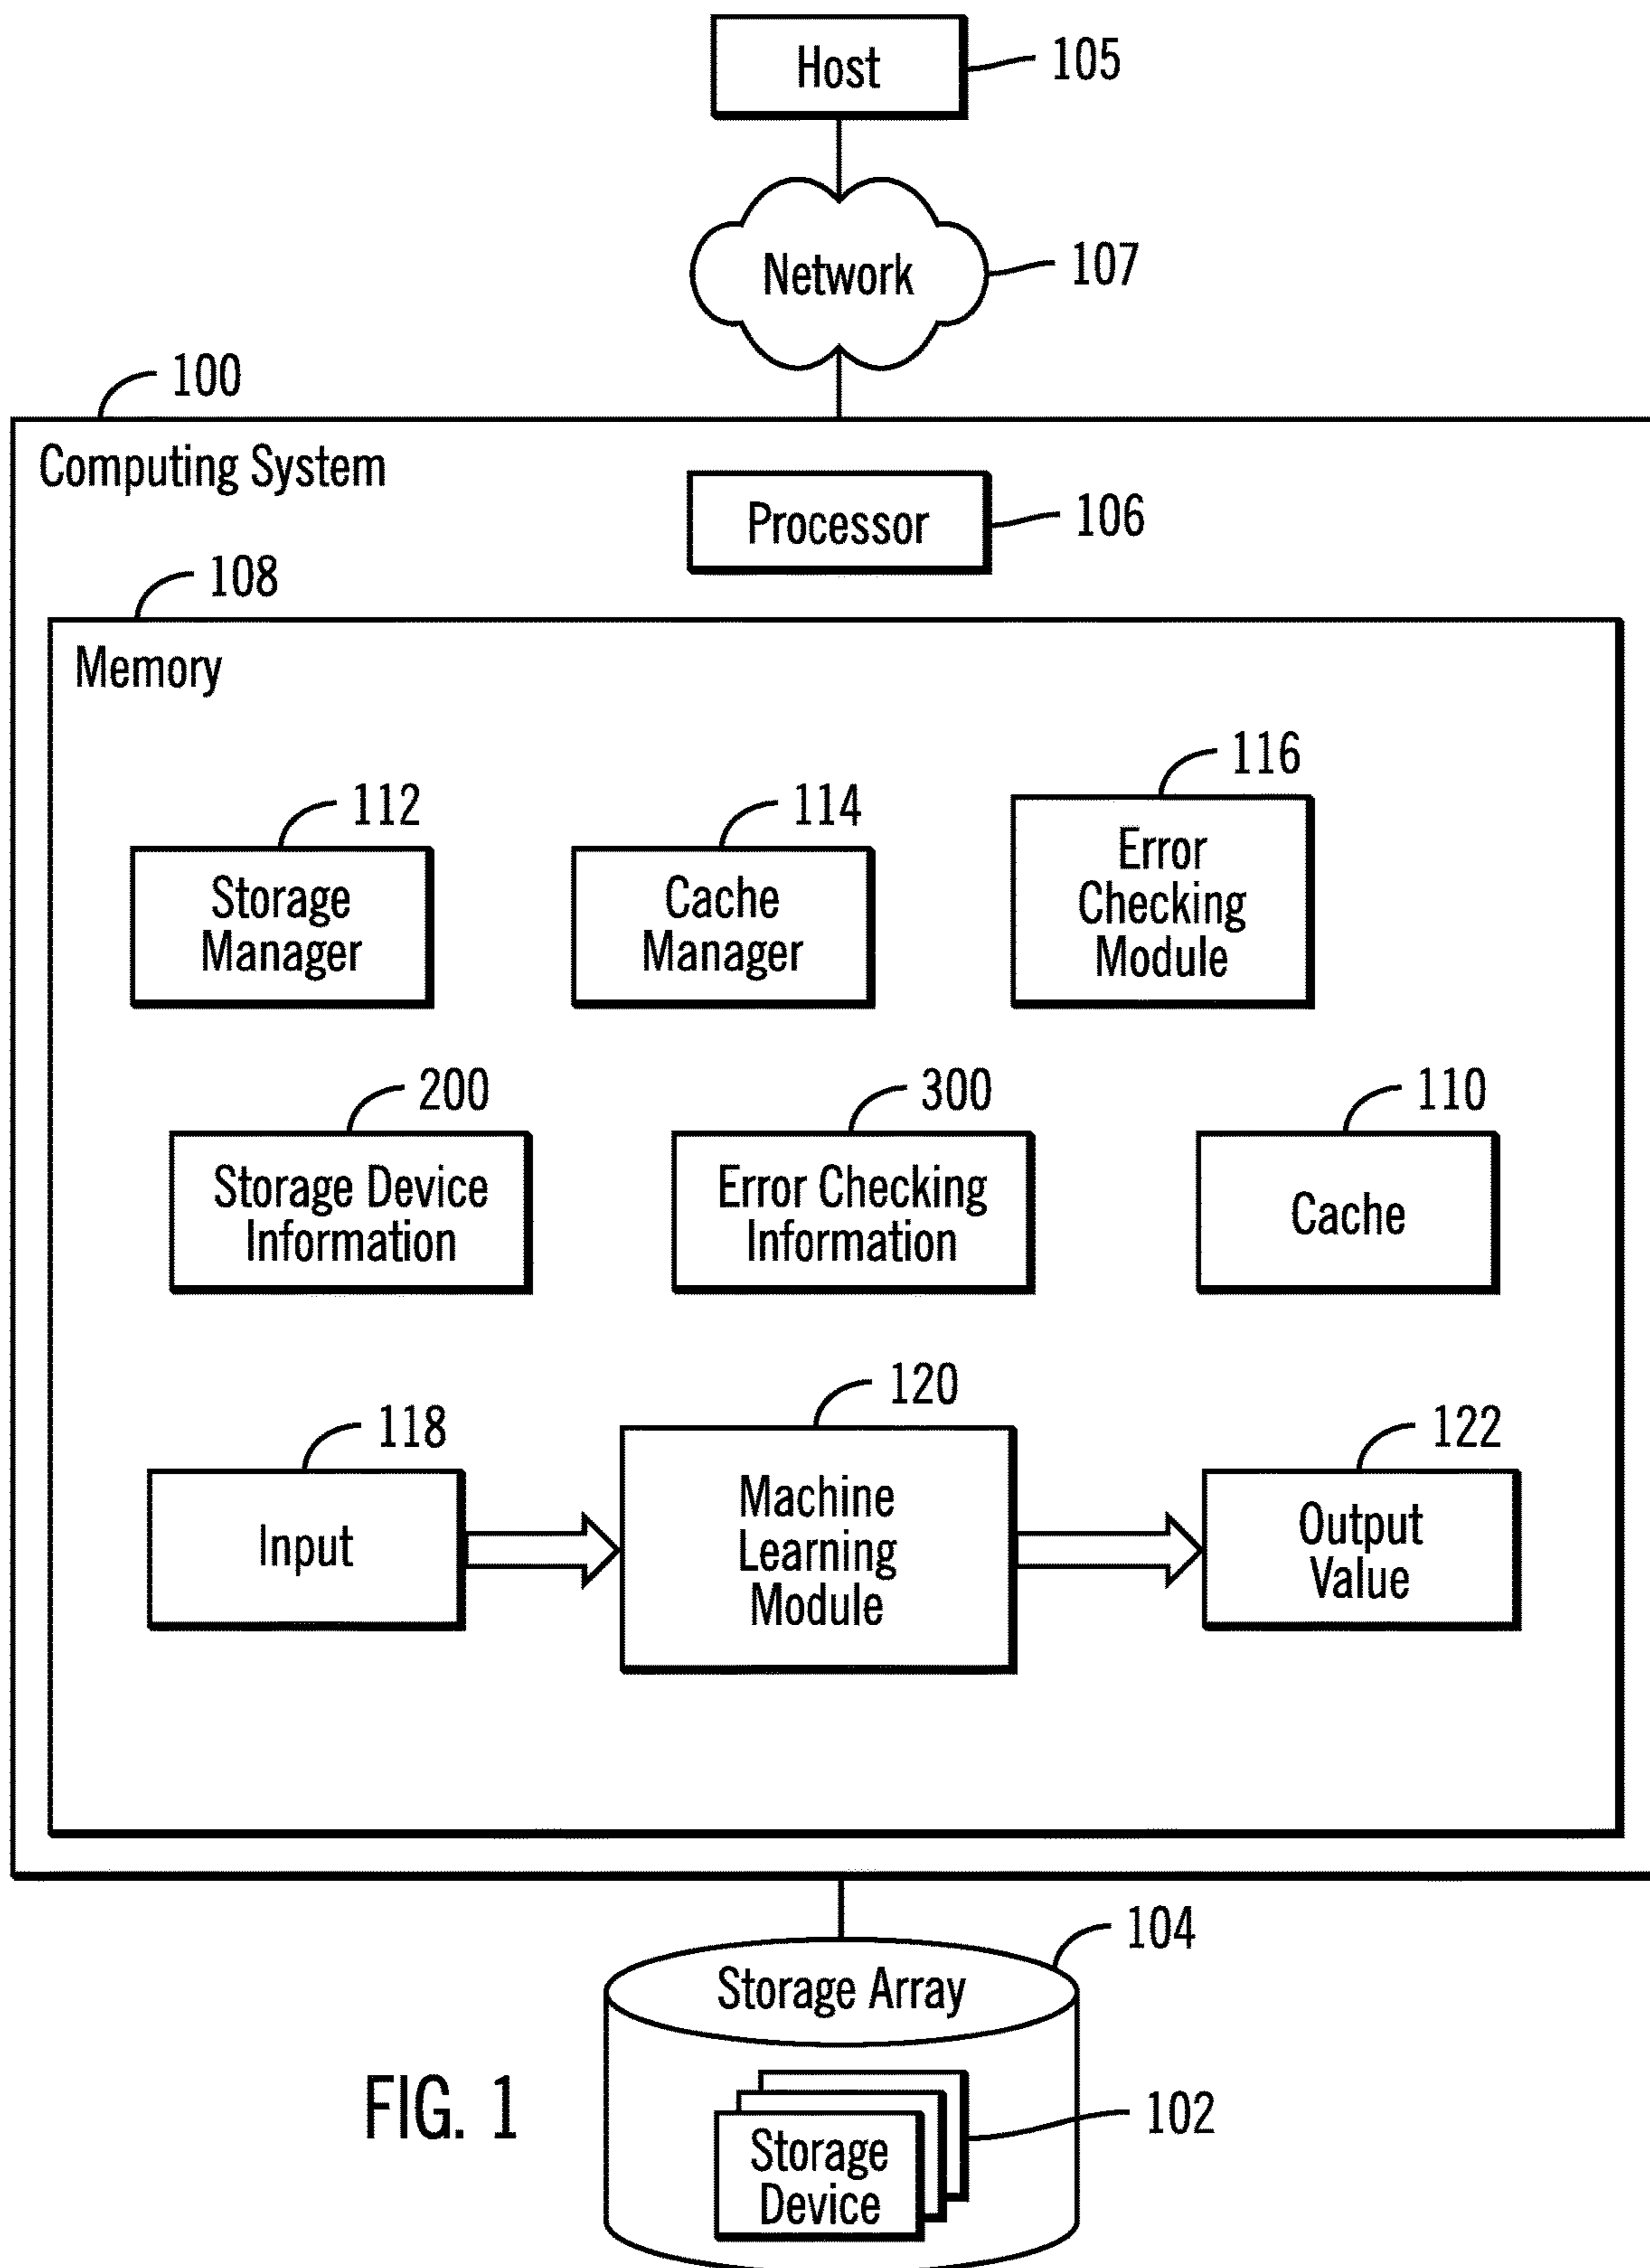 Host
105
Network
107
100
Computing System
Processor
106
108
Memory
112
Storage
Manager
114
Cache
Manager
116
Error
Checking
Module
200
Storage Device
Information
300
Error Checking
Information
110
Cache
118
Input
120
Machine
Learning
Module
122
Output
Value
104
Storage Array
FIG. 1
102
Storage
Device